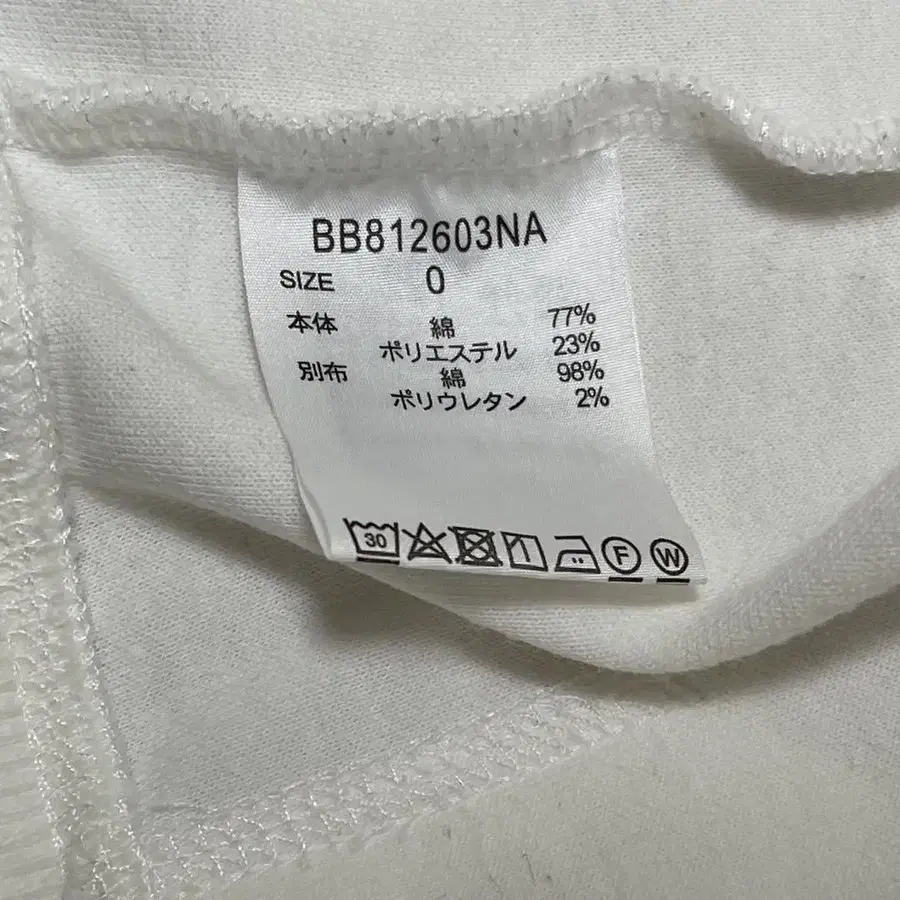 BB812603NA
SIZE 0
本体 綿 77%
ポリエステル 23%
別布 綿 98%
ポリウレタン 2%
30 F W